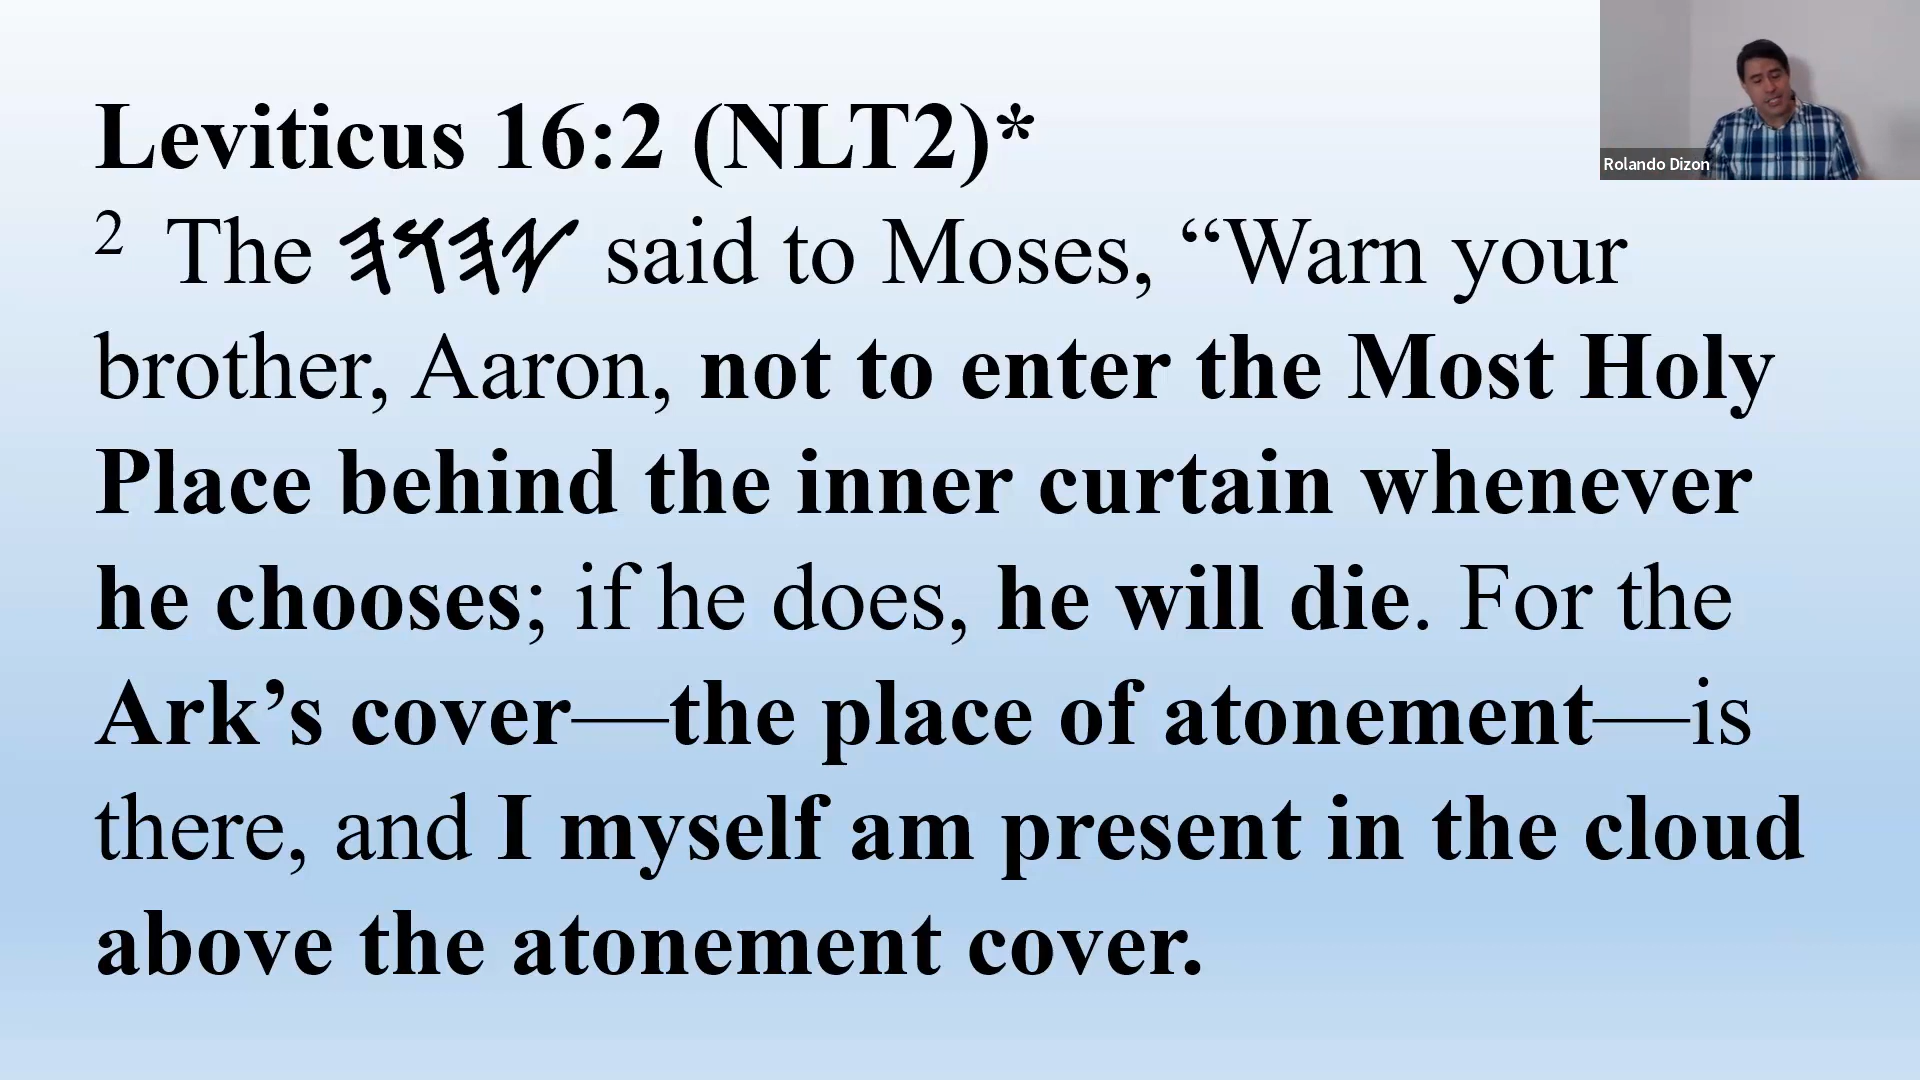 Leviticus 16:2 (NLT2)*
2 The 𐤉𐤄𐤅𐤄 said to Moses, “Warn your
brother, Aaron, not to enter the Most Holy
Place behind the inner curtain whenever
he chooses; if he does, he will die. For the
Ark’s cover—the place of atonement—is
there, and I myself am present in the cloud
above the atonement cover.
Rolando Dizon